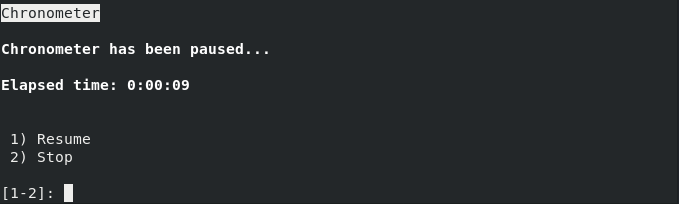 Chronometer
Chronometer has been paused...
Elapsed time: 0:00:09
1) Resume
2) Stop
[1-2]: